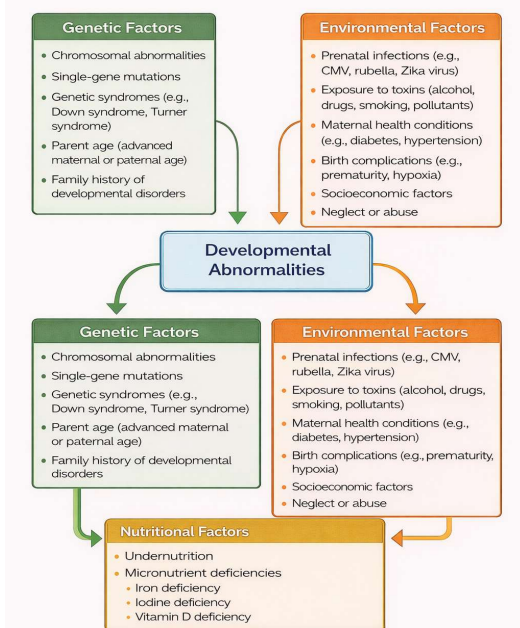 Genetic Factors
• Chromosomal abnormalities
• Single-gene mutations
• Genetic syndromes (e.g.,
Down syndrome, Turner
syndrome)
• Parent age (advanced
maternal or paternal age)
• Family history of
developmental disorders
Environmental Factors
• Prenatal infections (e.g.,
CMV, rubella, Zika virus)
• Exposure to toxins (alcohol,
drugs, smoking, pollutants)
• Maternal health conditions
(e.g., diabetes, hypertension)
• Birth complications (e.g.,
prematurity, hypoxia)
• Socioeconomic factors
• Neglect or abuse
Developmental
Abnormalities
Genetic Factors
• Chromosomal abnormalities
• Single-gene mutations
• Genetic syndromes (e.g.,
Down syndrome, Turner syndrome)
• Parent age (advanced maternal
or paternal age)
• Family history of developmental
disorders
Environmental Factors
• Prenatal infections (e.g., CMV,
rubella, Zika virus)
• Exposure to toxins (alcohol, drugs,
smoking, pollutants)
• Maternal health conditions (e.g.,
diabetes, hypertension)
• Birth complications (e.g., prematurity,
hypoxia)
• Socioeconomic factors
• Neglect or abuse
Nutritional Factors
• Undernutrition
• Micronutrient deficiencies
• Iron deficiency
• Iodine deficiency
• Vitamin D deficiency